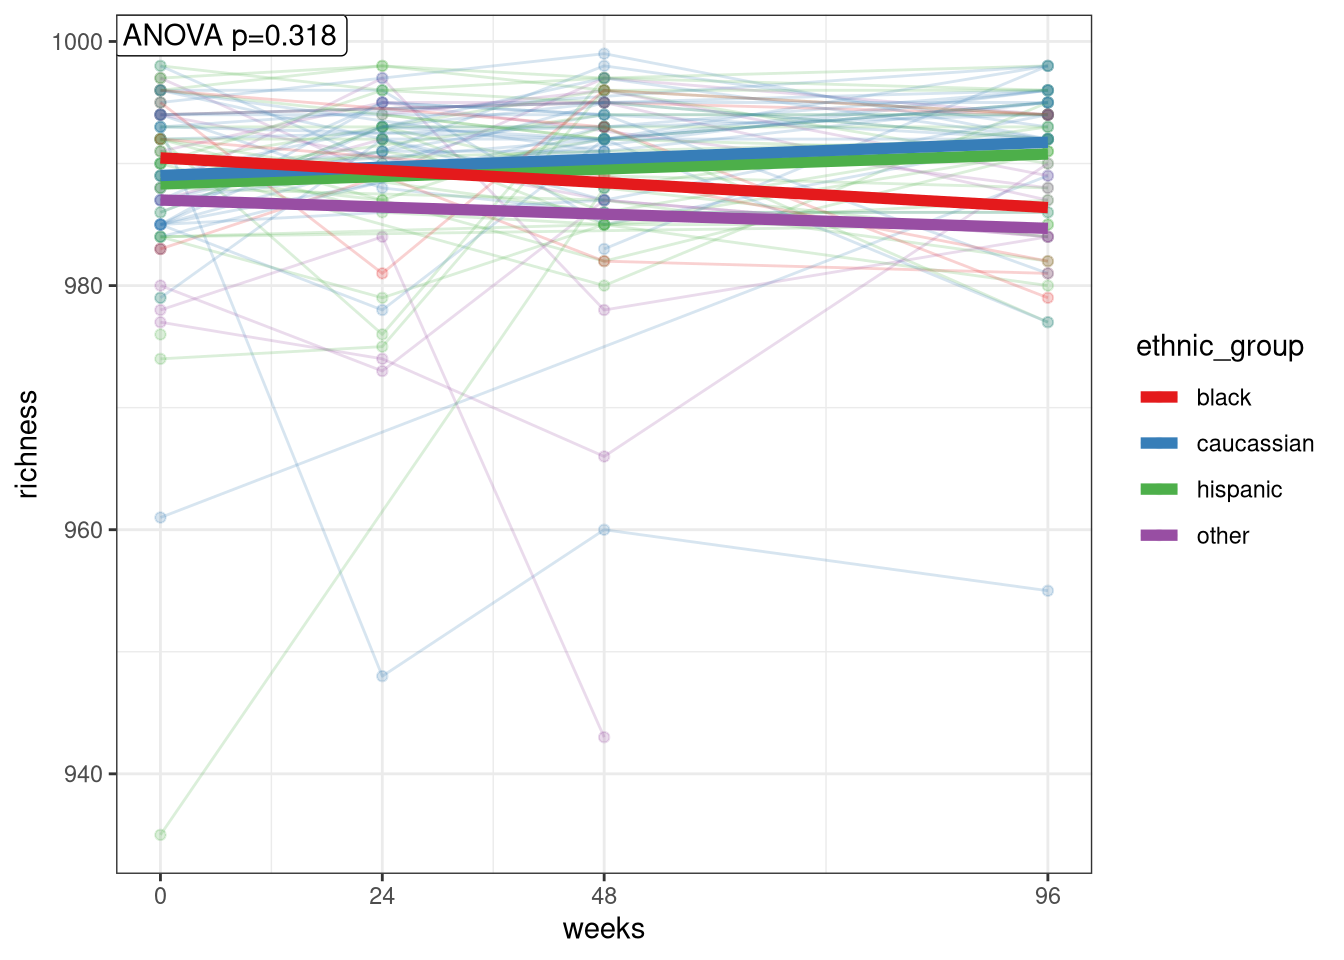 ANOVA p=0.318
1000
980
960
940
richness
0 24 48 96
weeks
ethnic_group
black
caucassian
hispanic
other